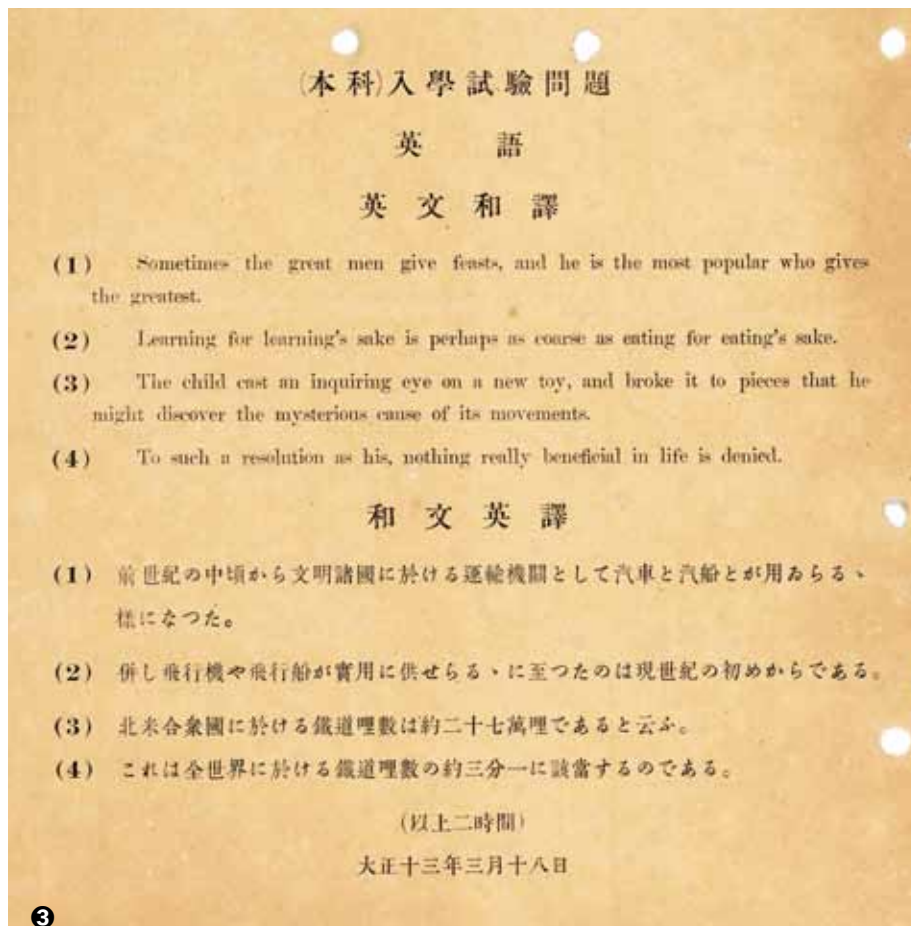 (本科)入學試驗問題
英語
英文和譯
(1) Sometimes the great men give feasts, and he is the most popular who gives
the greatest.
(2) Learning for learning's sake is perhaps as coarse as eating for eating's sake.
(3) The child cast an inquiring eye on a new toy, and broke it to pieces that he
might discover the mysterious cause of its movements.
(4) To such a resolution as his, nothing really beneficial in life is denied.
和文英譯
(1) 前世紀の中頃から文明諸國に於ける運輸機關として汽車と汽船とが用ゐらるゝ
樣になつた。
(2) 併し飛行機や飛行船が實用に供せらるゝに至つたのは現世紀の初めからである。
(3) 北米合衆國に於ける鐵道哩數は約二十七萬哩であると云ふ。
(4) これは全世界に於ける鐵道哩數の約三分一に該當するのである。
(以上二時間)
大正十三年三月十八日
❸